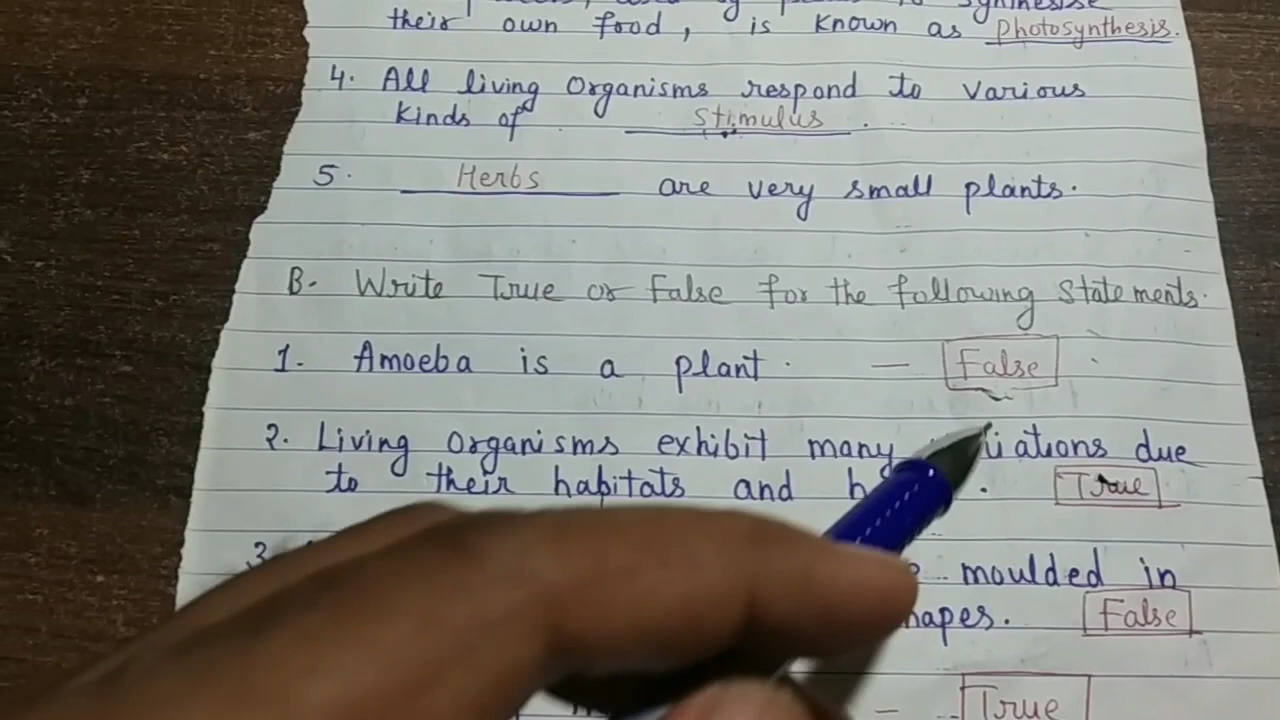 their own food, is known as Photosynthesis.
4. All living Organisms respond to various
kinds of Stimulus.
5. Herbs are very small plants.
B. Write True or False for the following Statements.
1. Amoeba is a plant. — False
2. Living organisms exhibit many due
to their habitats and . True
3. moulded in
False
— True